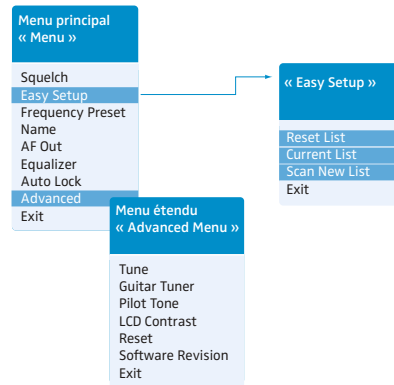 Menu principal
« Menu »
Squelch
Easy Setup
Frequency Preset
Name
AF Out
Equalizer
Auto Lock
Advanced
Exit
« Easy Setup »
Reset List
Current List
Scan New List
Exit
Menu étendu
« Advanced Menu »
Tune
Guitar Tuner
Pilot Tone
LCD Contrast
Reset
Software Revision
Exit